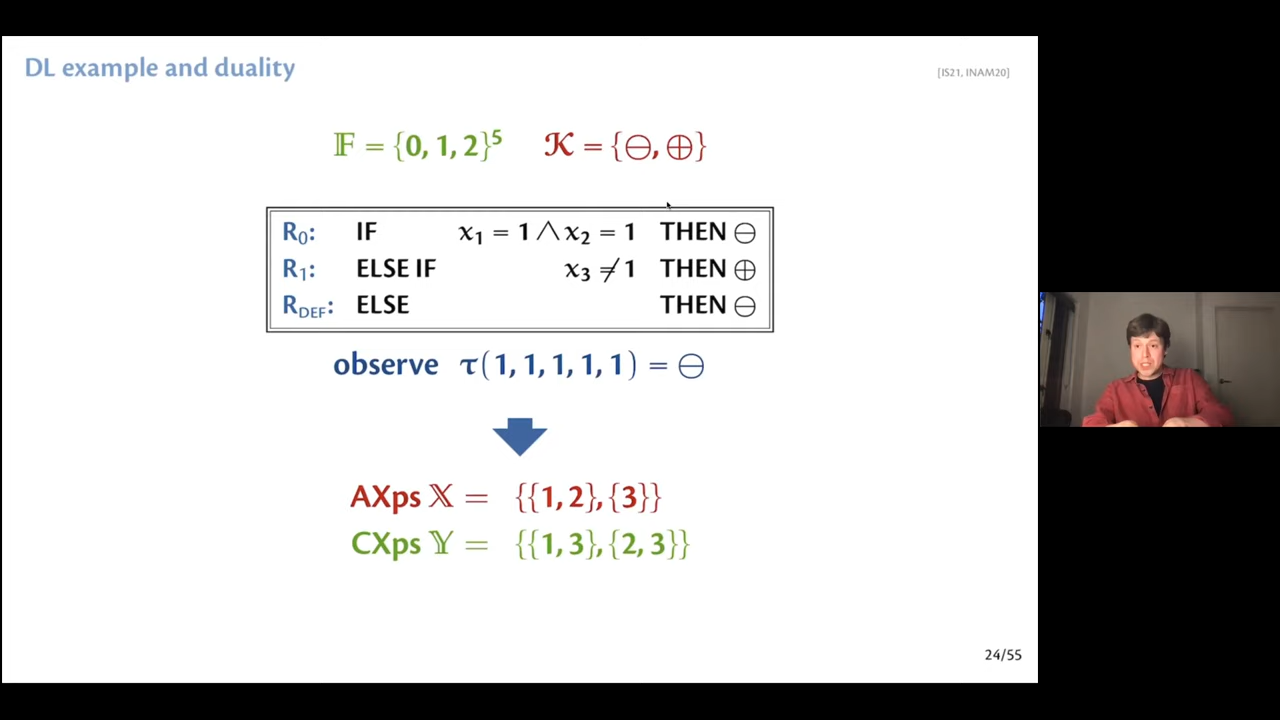 DL example and duality
[IS21, INAM20]
𝔽 = {0, 1, 2}⁵ 𝒦 = {⊖, ⊕}
R₀: IF x₁ = 1 ∧ x₂ = 1 THEN ⊖
R₁: ELSE IF x₃ ≠ 1 THEN ⊕
R_DEF: ELSE THEN ⊖
observe τ(1, 1, 1, 1, 1) = ⊖
AXps 𝕏 = {{1, 2}, {3}}
CXps 𝕐 = {{1, 3}, {2, 3}}
24/55